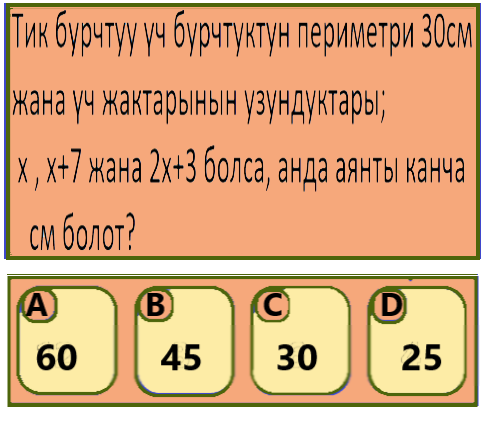 Тик бурчтуу үч бурчтуктун периметри 30см
жана үч жактарынын узундуктары;
х , х+7 жана 2х+3 болса, анда аянты канча
см болот?
A B C D
60 45 30 25